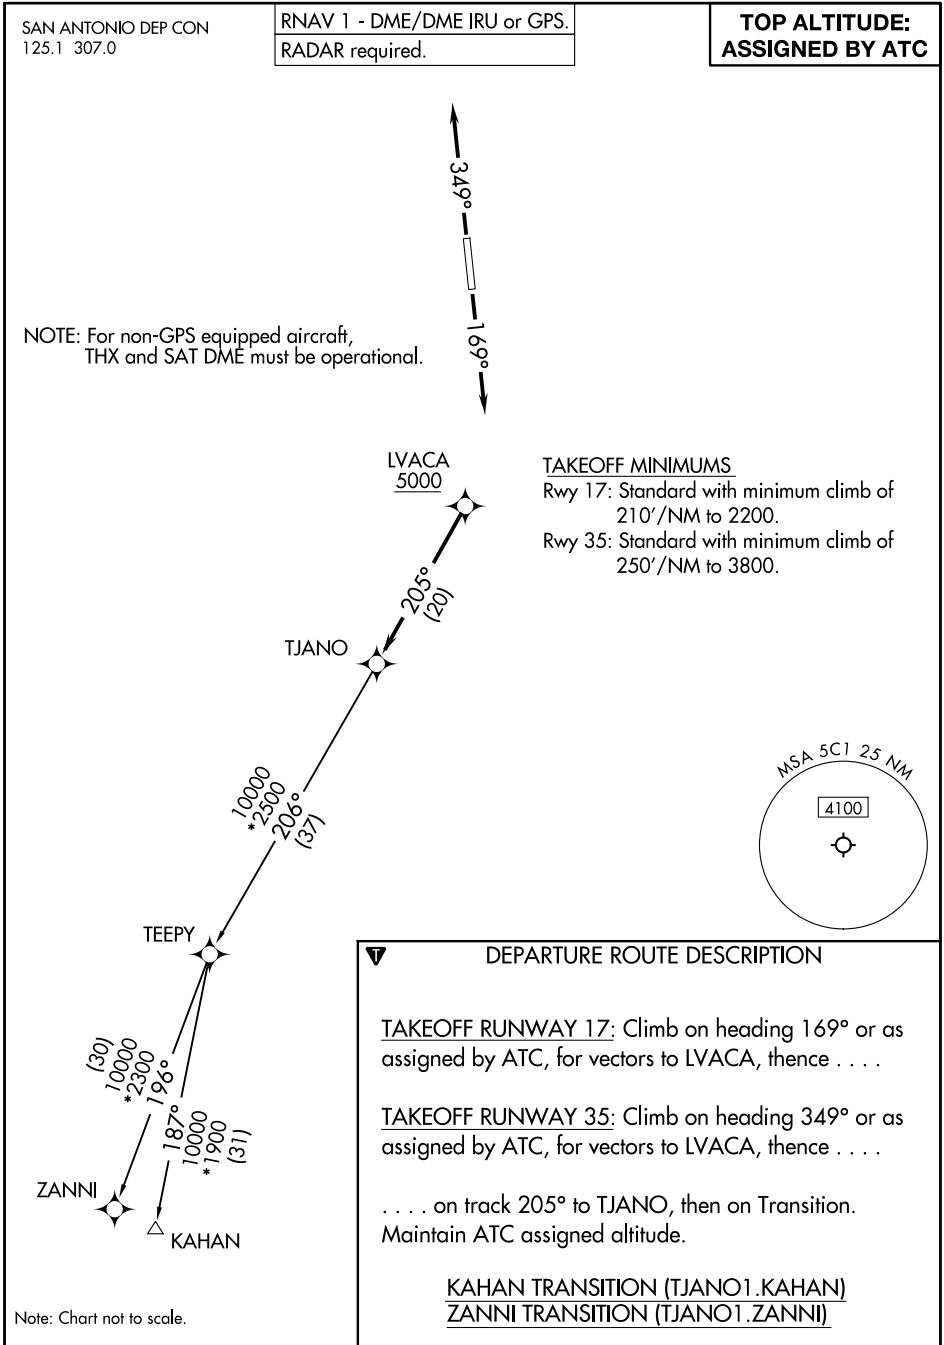 SAN ANTONIO DEP CON
125.1 307.0
RNAV 1 - DME/DME IRU or GPS.
RADAR required.
TOP ALTITUDE:
ASSIGNED BY ATC
349°
169°
NOTE: For non-GPS equipped aircraft,
THX and SAT DME must be operational.
LVACA
5000
TAKEOFF MINIMUMS
Rwy 17: Standard with minimum climb of
210'/NM to 2200.
Rwy 35: Standard with minimum climb of
250'/NM to 3800.
205°
(20)
TJANO
10000
*2500
206°
(37)
MSA 5C1 25 NM
4100
TEEPY
(30)
10000
*2300
196°
187°
10000
*1900
(31)
ZANNI
KAHAN
Note: Chart not to scale.
T
DEPARTURE ROUTE DESCRIPTION
TAKEOFF RUNWAY 17: Climb on heading 169° or as
assigned by ATC, for vectors to LVACA, thence . . . .
TAKEOFF RUNWAY 35: Climb on heading 349° or as
assigned by ATC, for vectors to LVACA, thence . . . .
. . . . on track 205° to TJANO, then on Transition.
Maintain ATC assigned altitude.
KAHAN TRANSITION (TJANO1.KAHAN)
ZANNI TRANSITION (TJANO1.ZANNI)